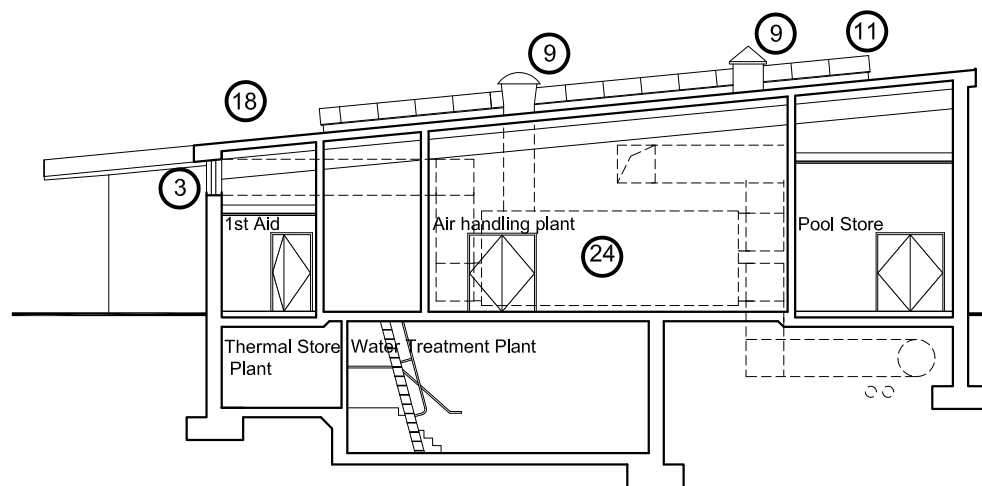 9
9
11
18
3
1st Aid
Air handling plant
Pool Store
24
Thermal Store
Plant
Water Treatment Plant